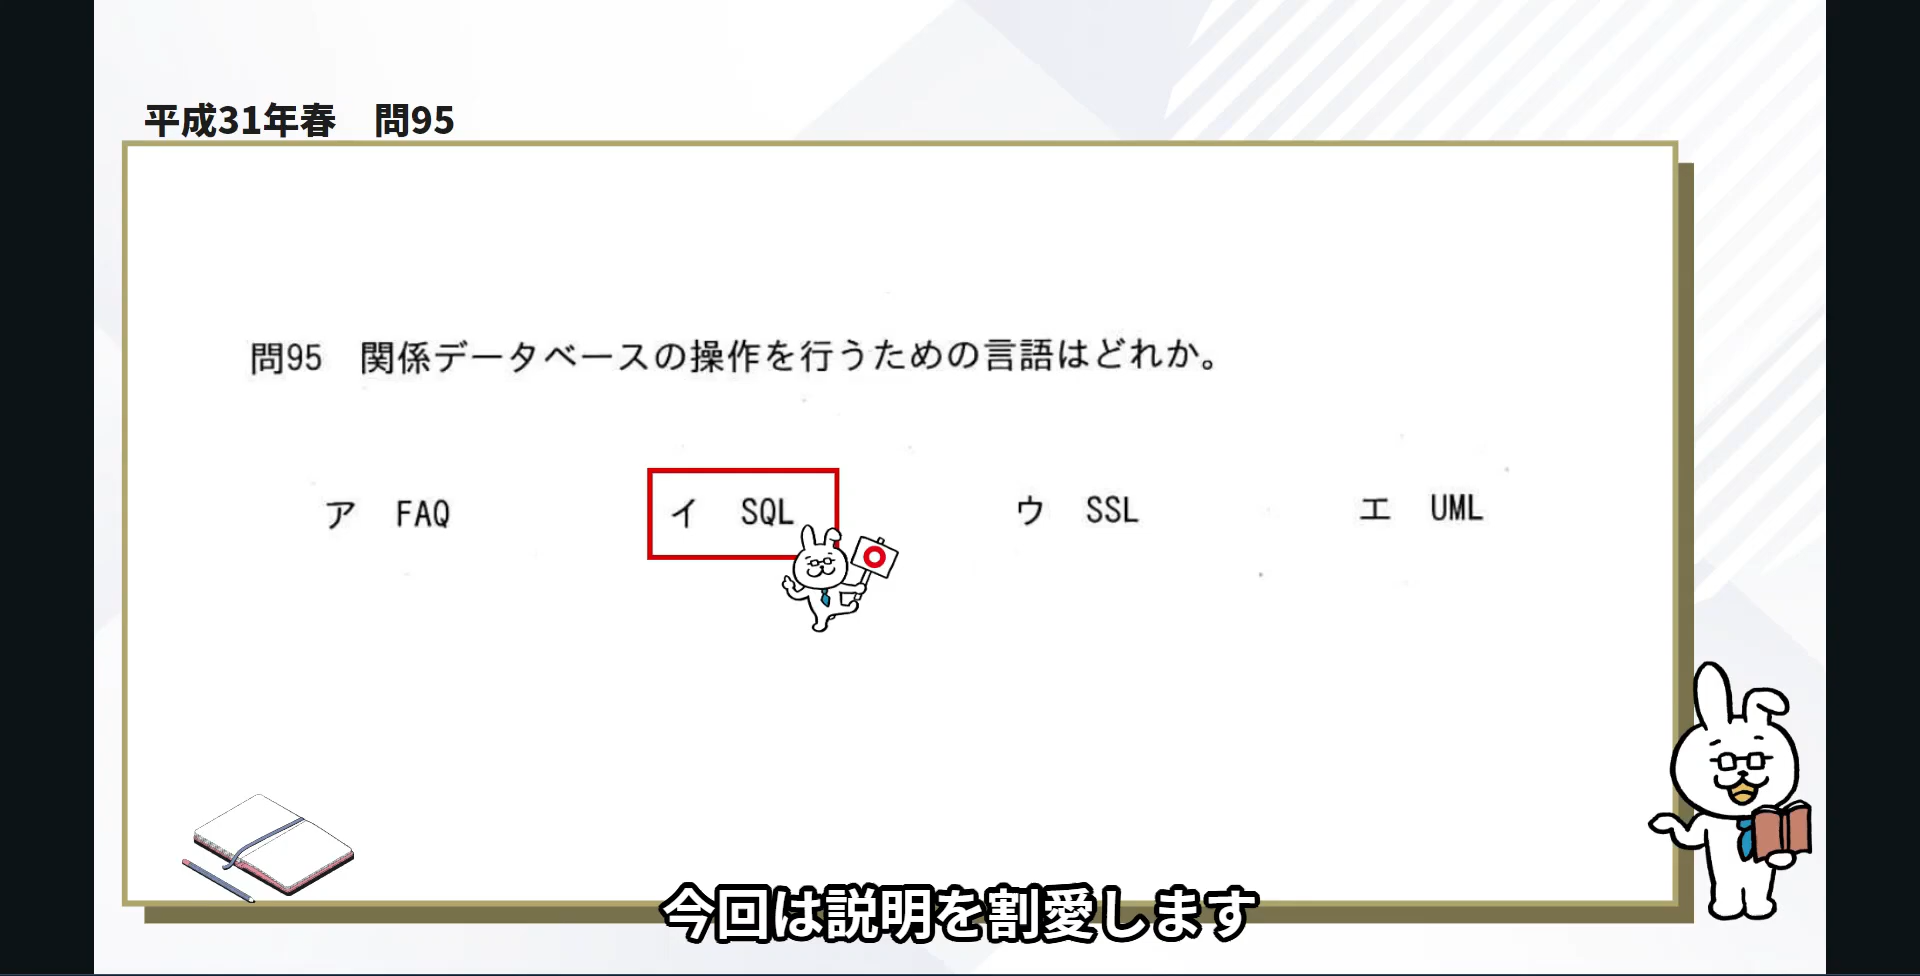 平成31年春　問95
問95　関係データベースの操作を行うための言語はどれか。
ア　FAQ　イ　SQL　ウ　SSL　エ　UML
今回は説明を割愛します